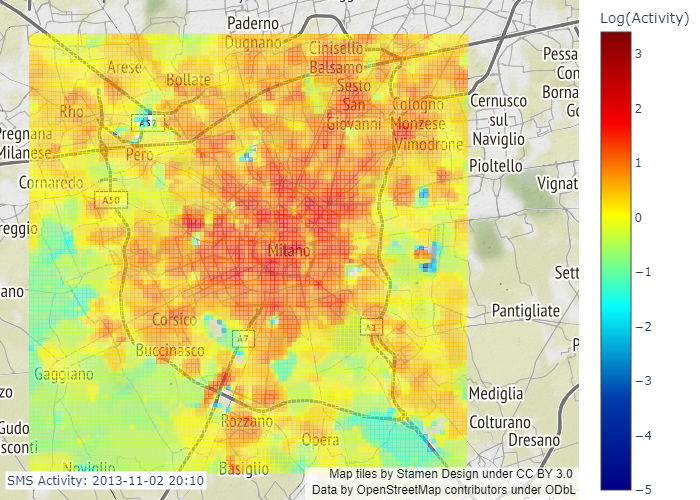 Log(Activity)
3
2
1
0
−1
−2
−3
−4
−5
Paderno
Dugnano
Cinisello
Balsamo
Arese
Bollate
Sesto
San
Giovanni
Rho
A52
Cologno
Monzese
Vimodrone
Pero
Pregnana
Milanese
Cernusco
sul
Naviglio
Pioltello
Pessa
Con
Borna
Go
Cornaredo
A50
Vignat
reggio
Milano
Sett
ano
Pantigliate
Corsico
A7
A1
Buccinasco
Gaggiano
zo
Mediglia
Rozzano
Colturano
Dresano
Gudo
sconti
Opera
Noviglio
Basiglio
SMS Activity: 2013-11-02 20:10
Map tiles by Stamen Design under CC BY 3.0
Data by OpenStreetMap contributors under ODbL